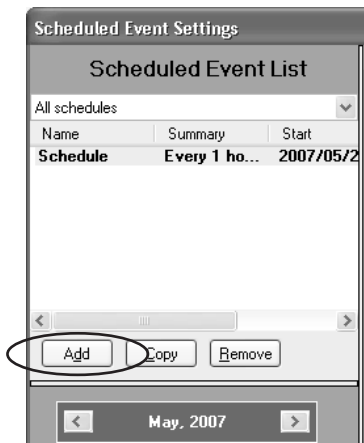 Scheduled Event Settings
Scheduled Event List
All schedules
Name Summary Start
Schedule Every 1 ho... 2007/05/2
Add Copy Remove
May, 2007